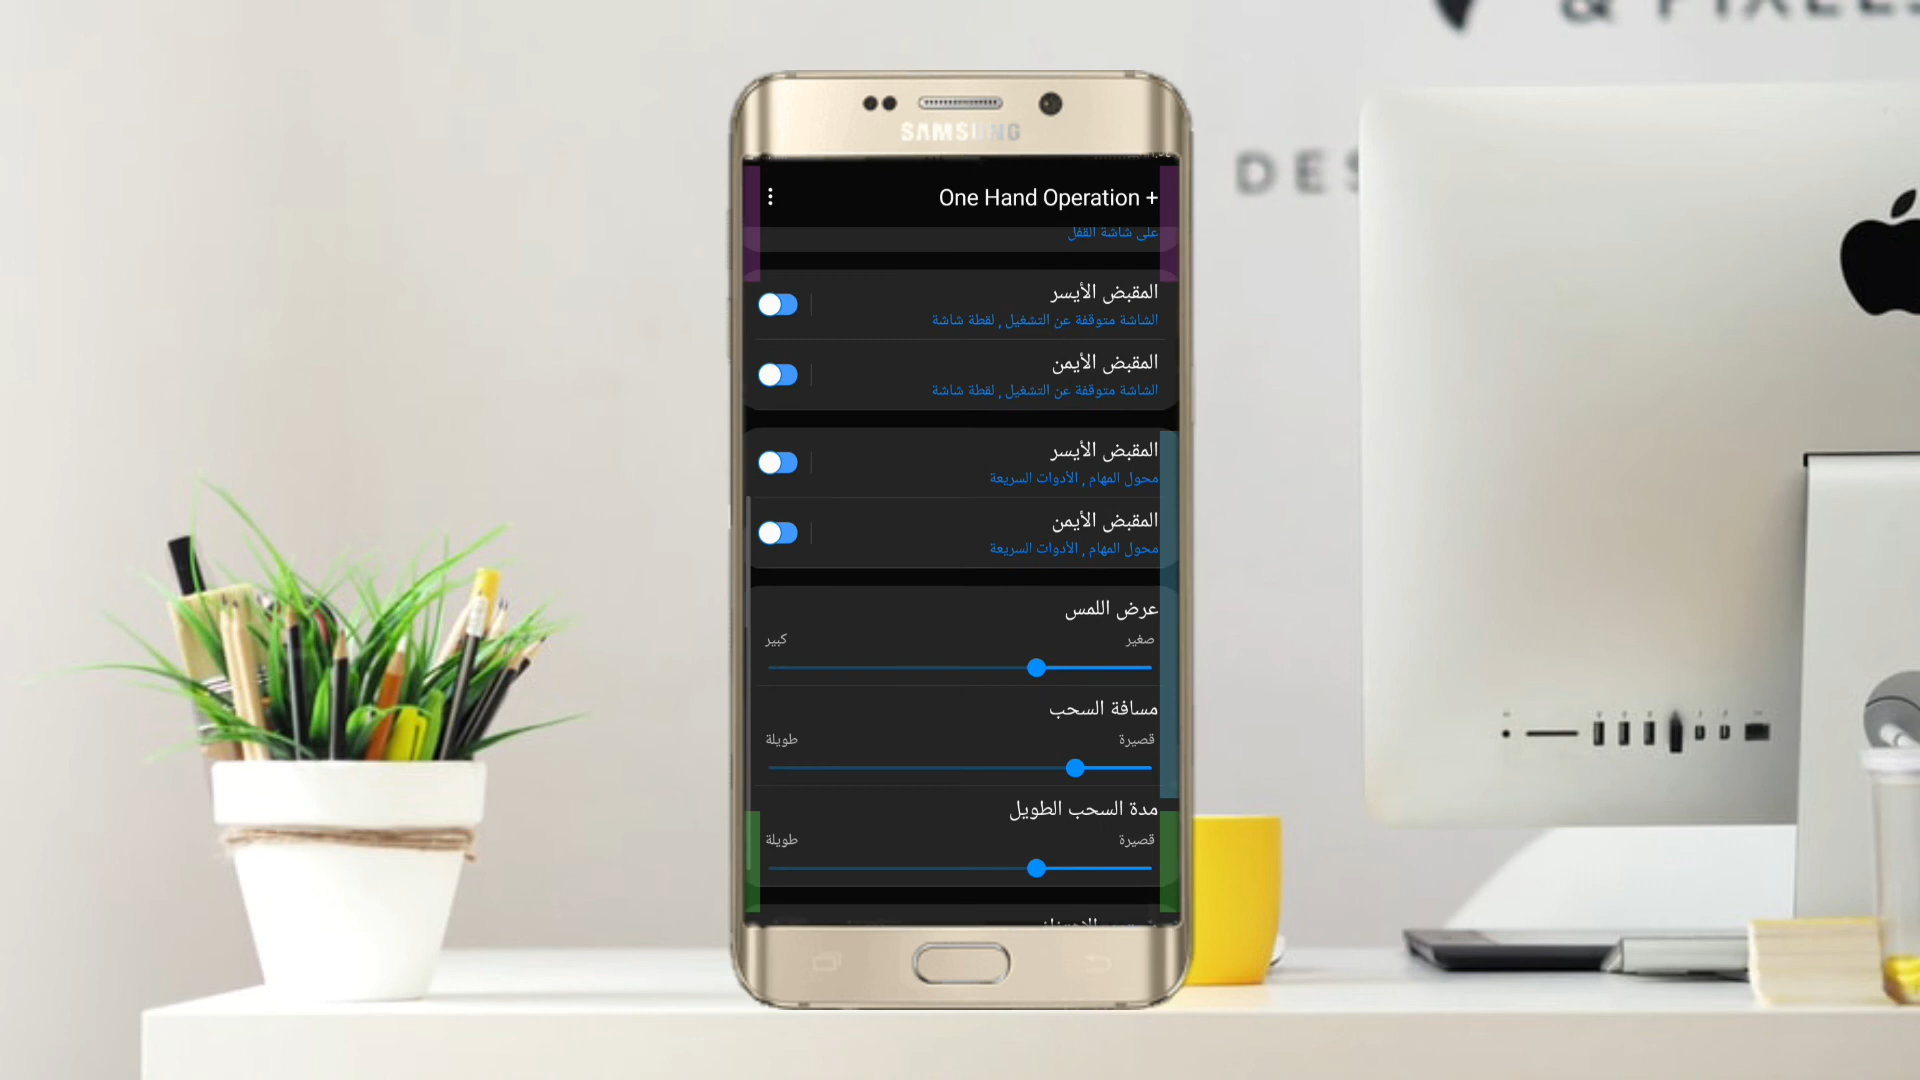 & PIXELS
DES
SAMSUNG
One Hand Operation +
على شاشة القفل
المقبض الأيسر
الشاشة متوقفة عن التشغيل , لقطة شاشة
المقبض الأيمن
الشاشة متوقفة عن التشغيل , لقطة شاشة
المقبض الأيسر
محول المهام , الأدوات السريعة
المقبض الأيمن
محول المهام , الأدوات السريعة
عرض اللمس
صغير كبير
مسافة السحب
قصيرة طويلة
مدة السحب الطويل
قصيرة طويلة